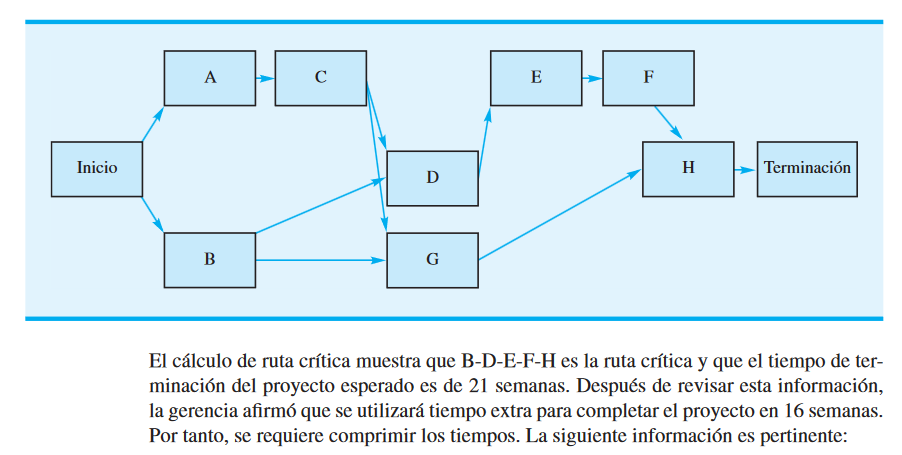 A
C
E
F
Inicio
D
H
Terminación
B
G
El cálculo de ruta crítica muestra que B-D-E-F-H es la ruta crítica y que el tiempo de ter-
minación del proyecto esperado es de 21 semanas. Después de revisar esta información,
la gerencia afirmó que se utilizará tiempo extra para completar el proyecto en 16 semanas.
Por tanto, se requiere comprimir los tiempos. La siguiente información es pertinente: